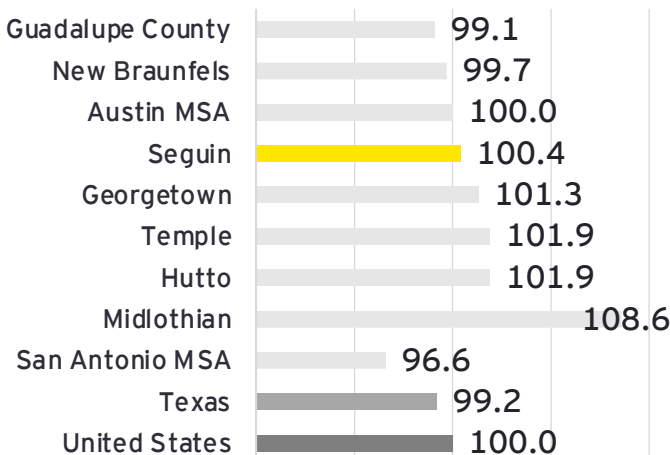 Guadalupe County 99.1
New Braunfels 99.7
Austin MSA 100.0
Seguin 100.4
Georgetown 101.3
Temple 101.9
Hutto 101.9
Midlothian 108.6
San Antonio MSA 96.6
Texas 99.2
United States 100.0